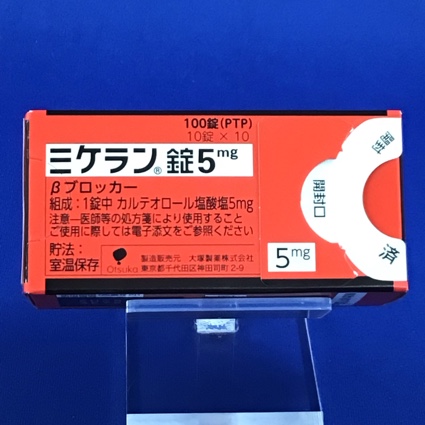 100錠(PTP)
10錠 × 10
ミケラン®錠5mg
βブロッカー
組成：1錠中 カルテオロール塩酸塩5mg
注意―医師等の処方箋により使用すること
ご使用に際しては電子添文をご参照ください
貯法：
室温保存
Otsuka
製造販売元 大塚製薬株式会社
東京都千代田区神田司町2-9
5mg
開封
開封口
済